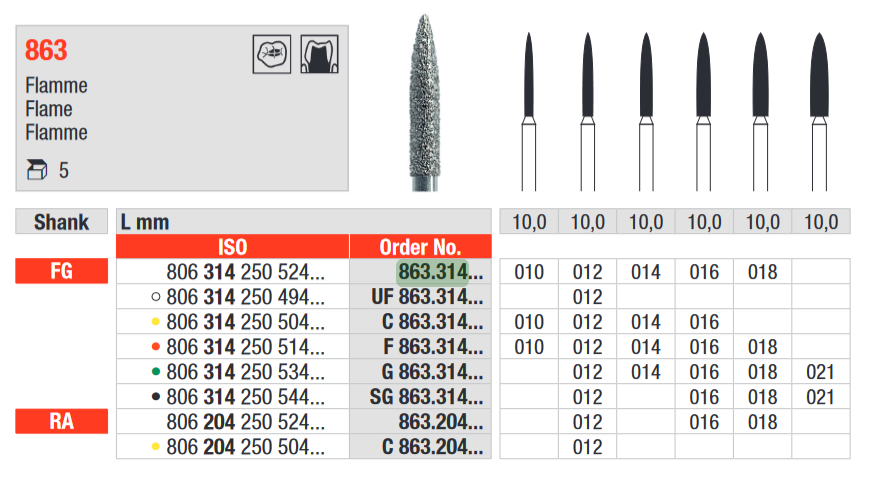 863
Flamme
Flame
Flamme
5
Shank L mm 10,0 10,0 10,0 10,0 10,0 10,0
ISO Order No.
FG 806 314 250 524... 863.314... 010 012 014 016 018
806 314 250 494... UF 863.314... 012
806 314 250 504... C 863.314... 010 012 014 016
806 314 250 514... F 863.314... 010 012 014 016 018
806 314 250 534... G 863.314... 012 014 016 018 021
806 314 250 544... SG 863.314... 012 016 018 021
RA 806 204 250 524... 863.204... 012 016 018
806 204 250 504... C 863.204... 012